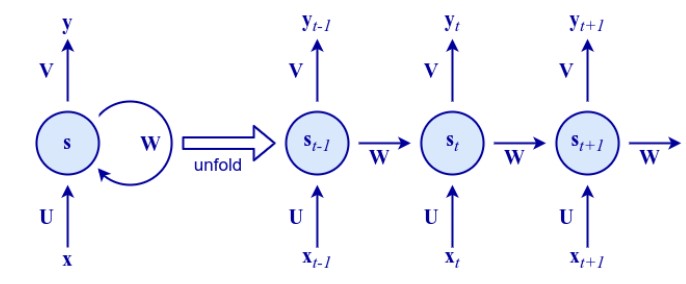 y y_{t-1} y_t y_{t+1}
V V V V
s W s_{t-1} s_t s_{t+1}
W W W
unfold
U U U U
x x_{t-1} x_t x_{t+1}